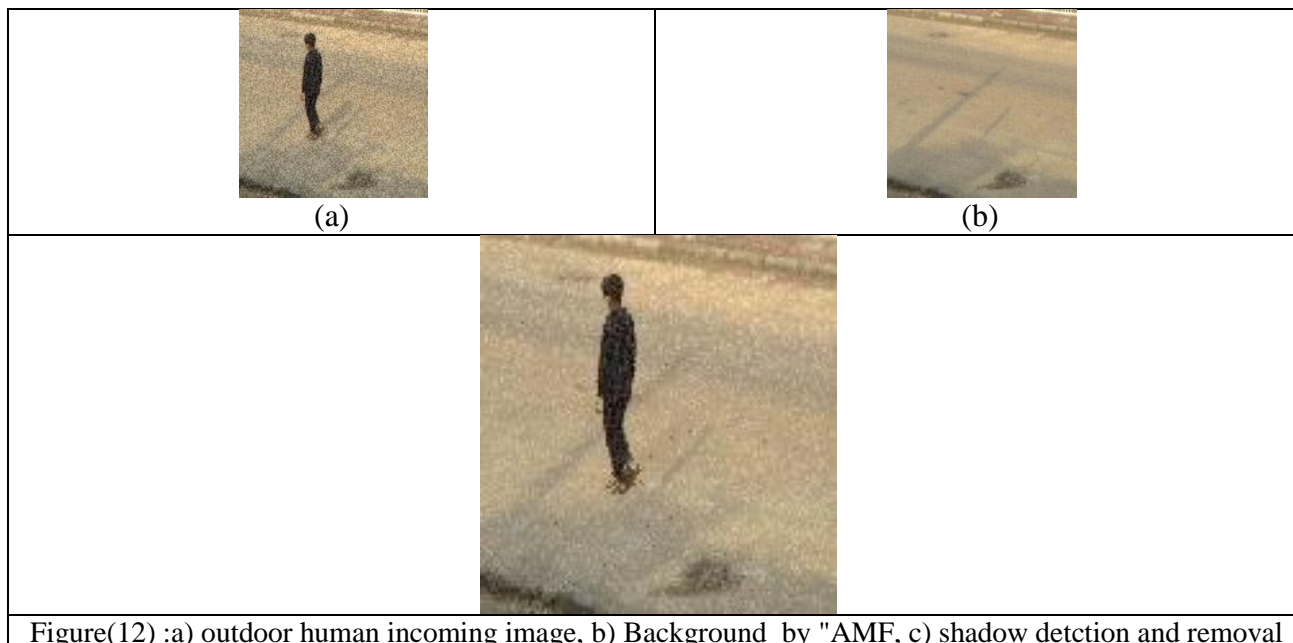 (a)
(b)
Figure(12) :a) outdoor human incoming image, b) Background by "AMF, c) shadow detction and removal